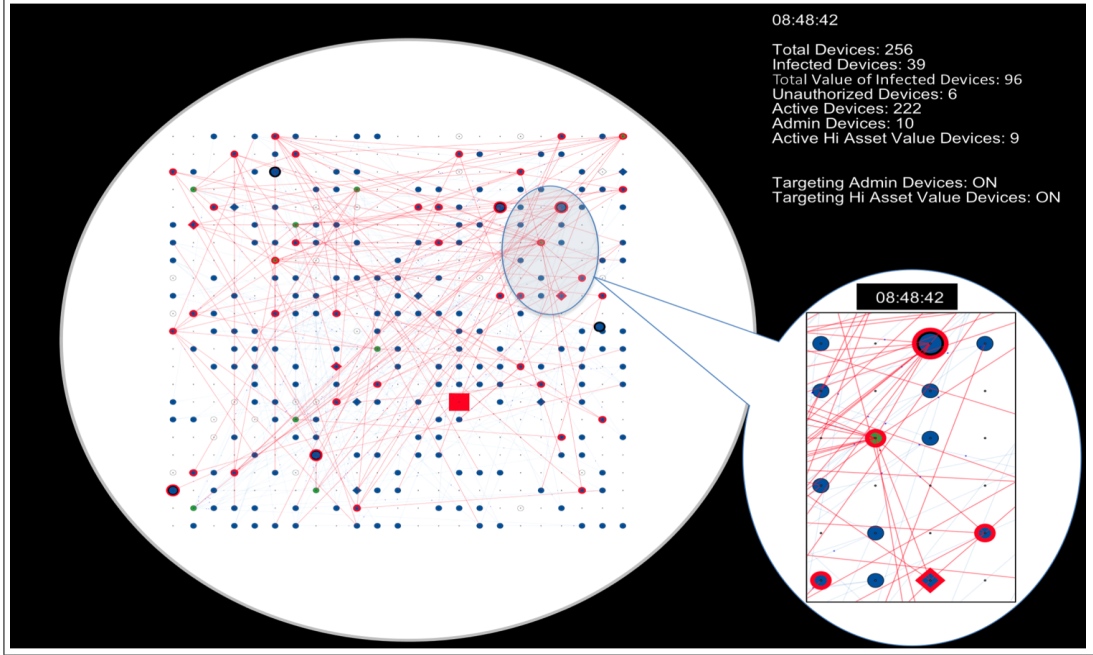 08:48:42
Total Devices: 256
Infected Devices: 39
Total Value of Infected Devices: 96
Unauthorized Devices: 6
Active Devices: 222
Admin Devices: 10
Active Hi Asset Value Devices: 9
Targeting Admin Devices: ON
Targeting Hi Asset Value Devices: ON
08:48:42